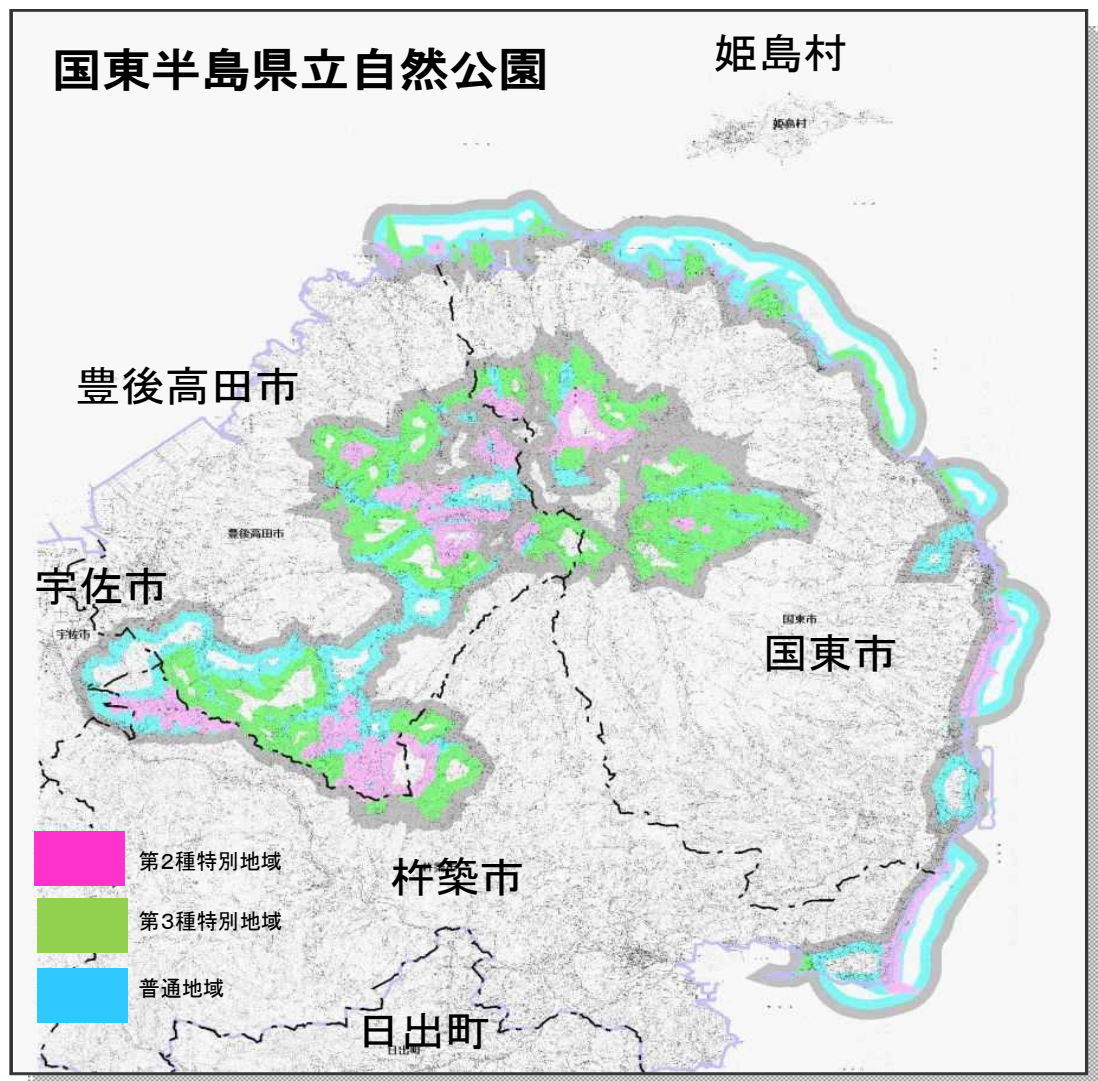 国東半島県立自然公園
姫島村
姫島村
豊後高田市
豊後高田市
宇佐市
宇佐市
国東市
国東市
杵築市
第2種特別地域
第3種特別地域
普通地域
日出町
日出町